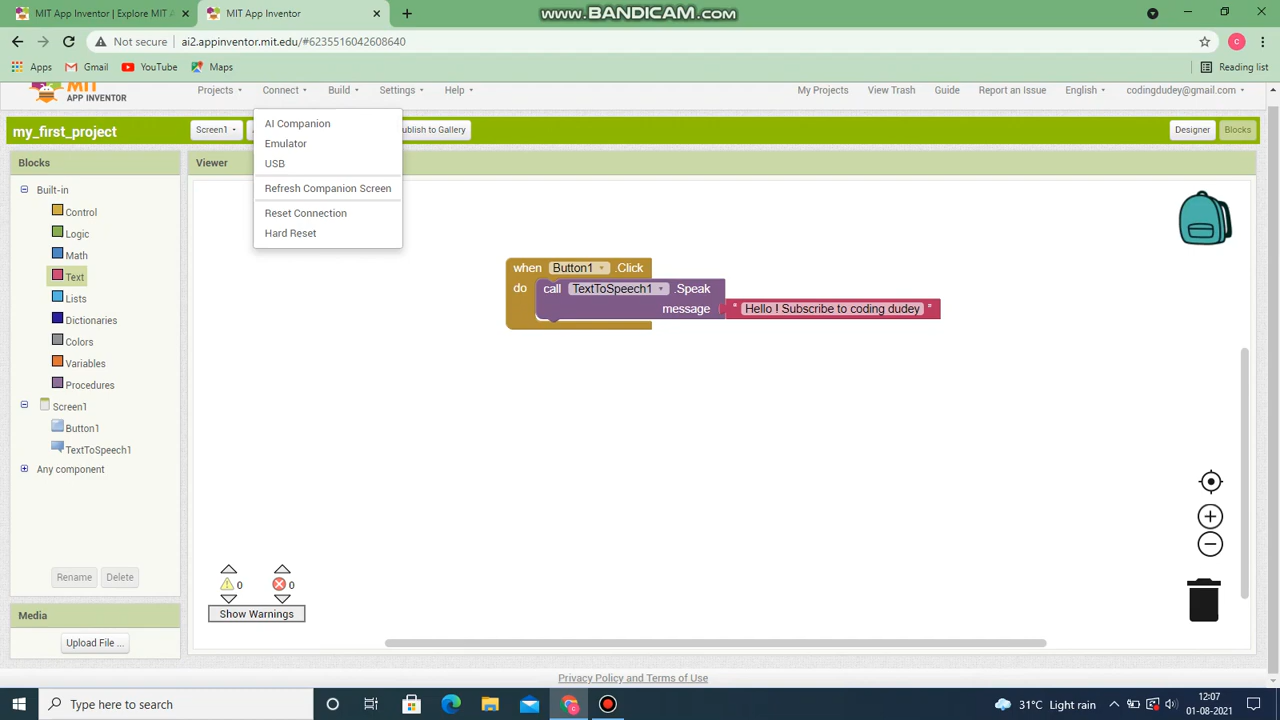 MIT App Inventor | Explore MIT A
MIT App Inventor
www.BANDICAM.com
Not secure
ai2.appinventor.mit.edu/#6235516042608640
Apps
Gmail
YouTube
Maps
Reading list
MIT
APP INVENTOR
Projects
Connect
Build
Settings
Help
My Projects
View Trash
Guide
Report an Issue
English
codingdudey@gmail.com
my_first_project
Screen1
ublish to Gallery
Designer
Blocks
AI Companion
Emulator
USB
Refresh Companion Screen
Reset Connection
Hard Reset
Blocks
Viewer
Built-in
Control
Logic
Math
Text
Lists
Dictionaries
Colors
Variables
Procedures
Screen1
Button1
TextToSpeech1
Any component
Rename
Delete
Media
Upload File ...
when Button1 .Click
do call TextToSpeech1 .Speak
message " Hello ! Subscribe to coding dudey "
0
0
Show Warnings
Privacy Policy and Terms of Use
Type here to search
31°C Light rain
12:07
01-08-2021